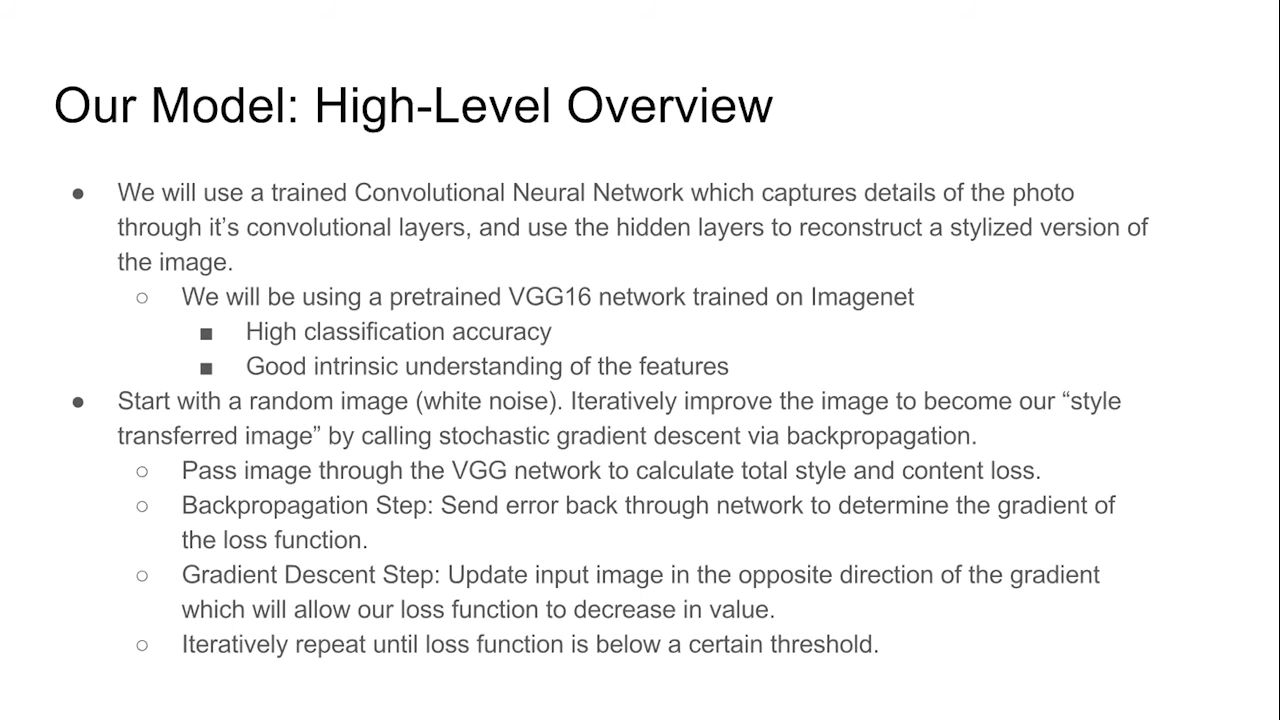 Our Model: High-Level Overview
● We will use a trained Convolutional Neural Network which captures details of the photo
through it’s convolutional layers, and use the hidden layers to reconstruct a stylized version of
the image.
○ We will be using a pretrained VGG16 network trained on Imagenet
■ High classification accuracy
■ Good intrinsic understanding of the features
● Start with a random image (white noise). Iteratively improve the image to become our “style
transferred image” by calling stochastic gradient descent via backpropagation.
○ Pass image through the VGG network to calculate total style and content loss.
○ Backpropagation Step: Send error back through network to determine the gradient of
the loss function.
○ Gradient Descent Step: Update input image in the opposite direction of the gradient
which will allow our loss function to decrease in value.
○ Iteratively repeat until loss function is below a certain threshold.